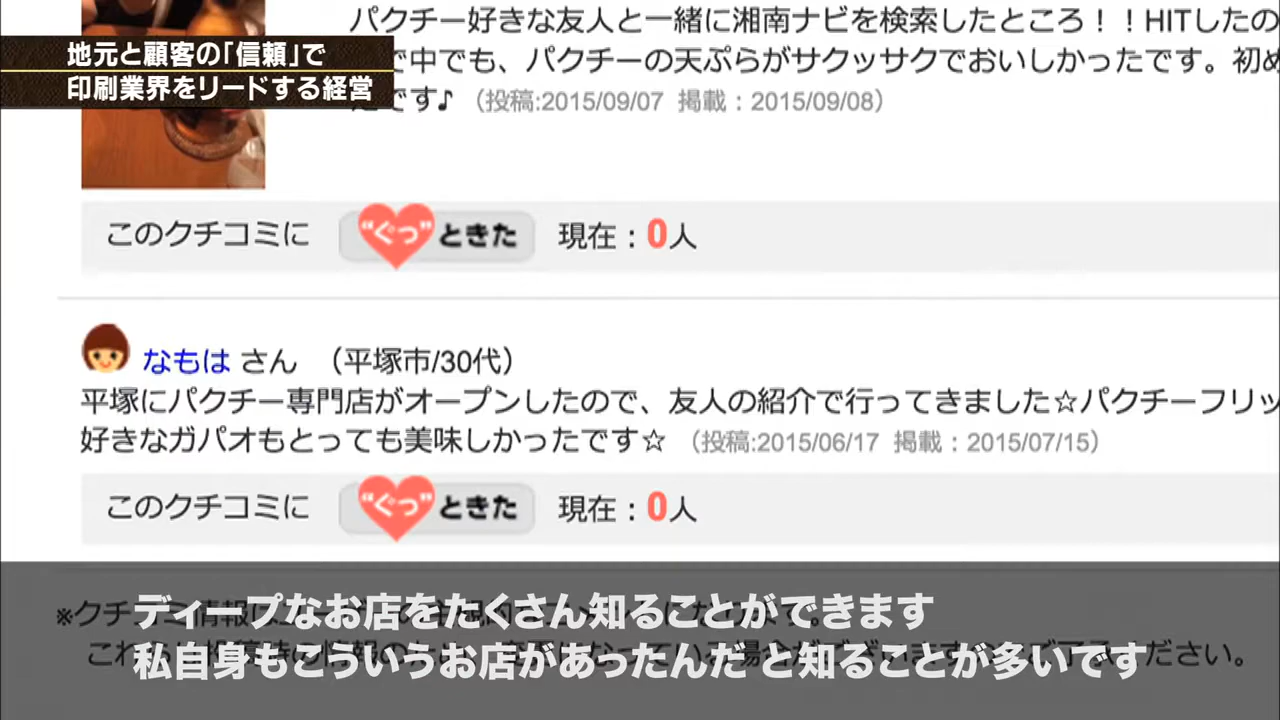 パクチー好きな友人と一緒に湘南ナビを検索したところ！！HITしたの
地元と顧客の「信頼」で
印刷業界をリードする経営
で中でも、パクチーの天ぷらがサクッサクでおいしかったです。初め
です♪ （投稿:2015/09/07 掲載：2015/09/08）
このクチコミに “ぐっ”ときた 現在：0人
なもは さん （平塚市/30代）
平塚にパクチー専門店がオープンしたので、友人の紹介で行ってきました☆パクチーフリッ
好きなガパオもとっても美味しかったです☆ （投稿:2015/06/17 掲載：2015/07/15）
このクチコミに “ぐっ”ときた 現在：0人
ディープなお店をたくさん知ることができます
私自身もこういうお店があったんだ と知ることが多いです
※クチ
ください。